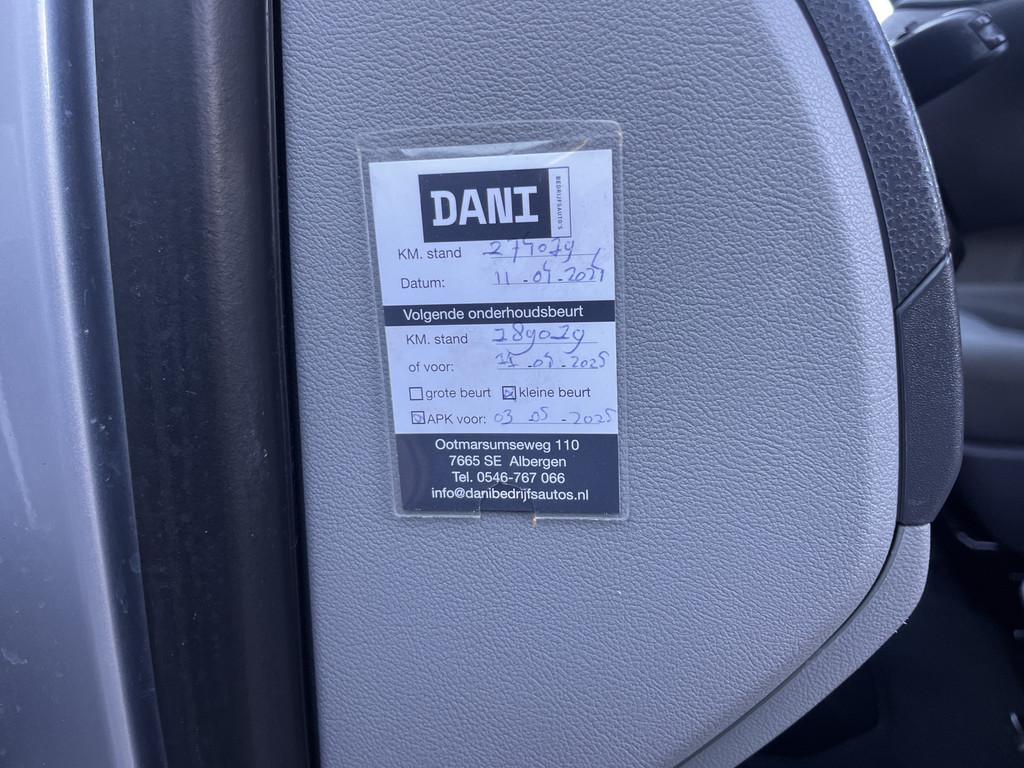 DANI
BEDRIJFSAUTO'S
KM. stand 274029
Datum: 11-04-2024
Volgende onderhoudsbeurt
KM. stand 289029
of voor: 11-04-2025
grote beurt kleine beurt
APK voor: 03-05-2025
Ootmarsumseweg 110
7665 SE Albergen
Tel. 0546-767 066
info@danibedrijfsautos.nl